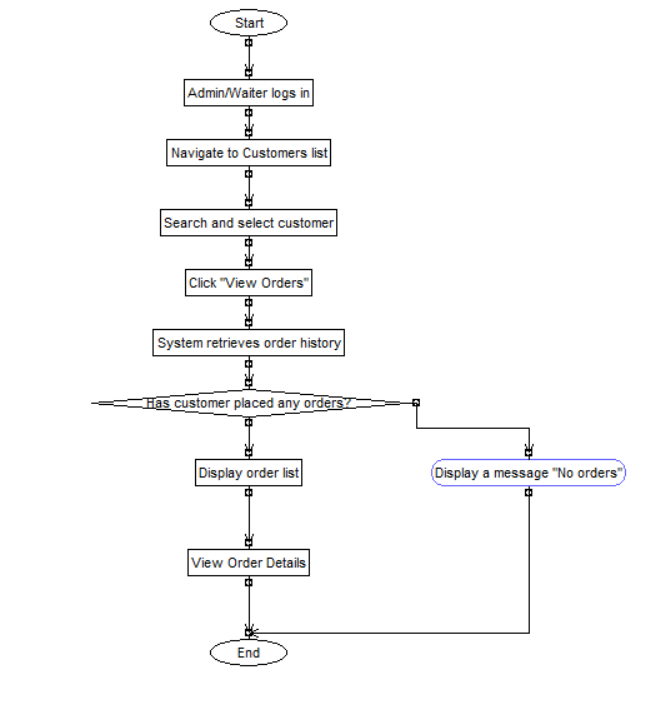 Start
Admin/Waiter logs in
Navigate to Customers list
Search and select customer
Click "View Orders"
System retrieves order history
Has customer placed any orders?
Display order list
Display a message "No orders"
View Order Details
End